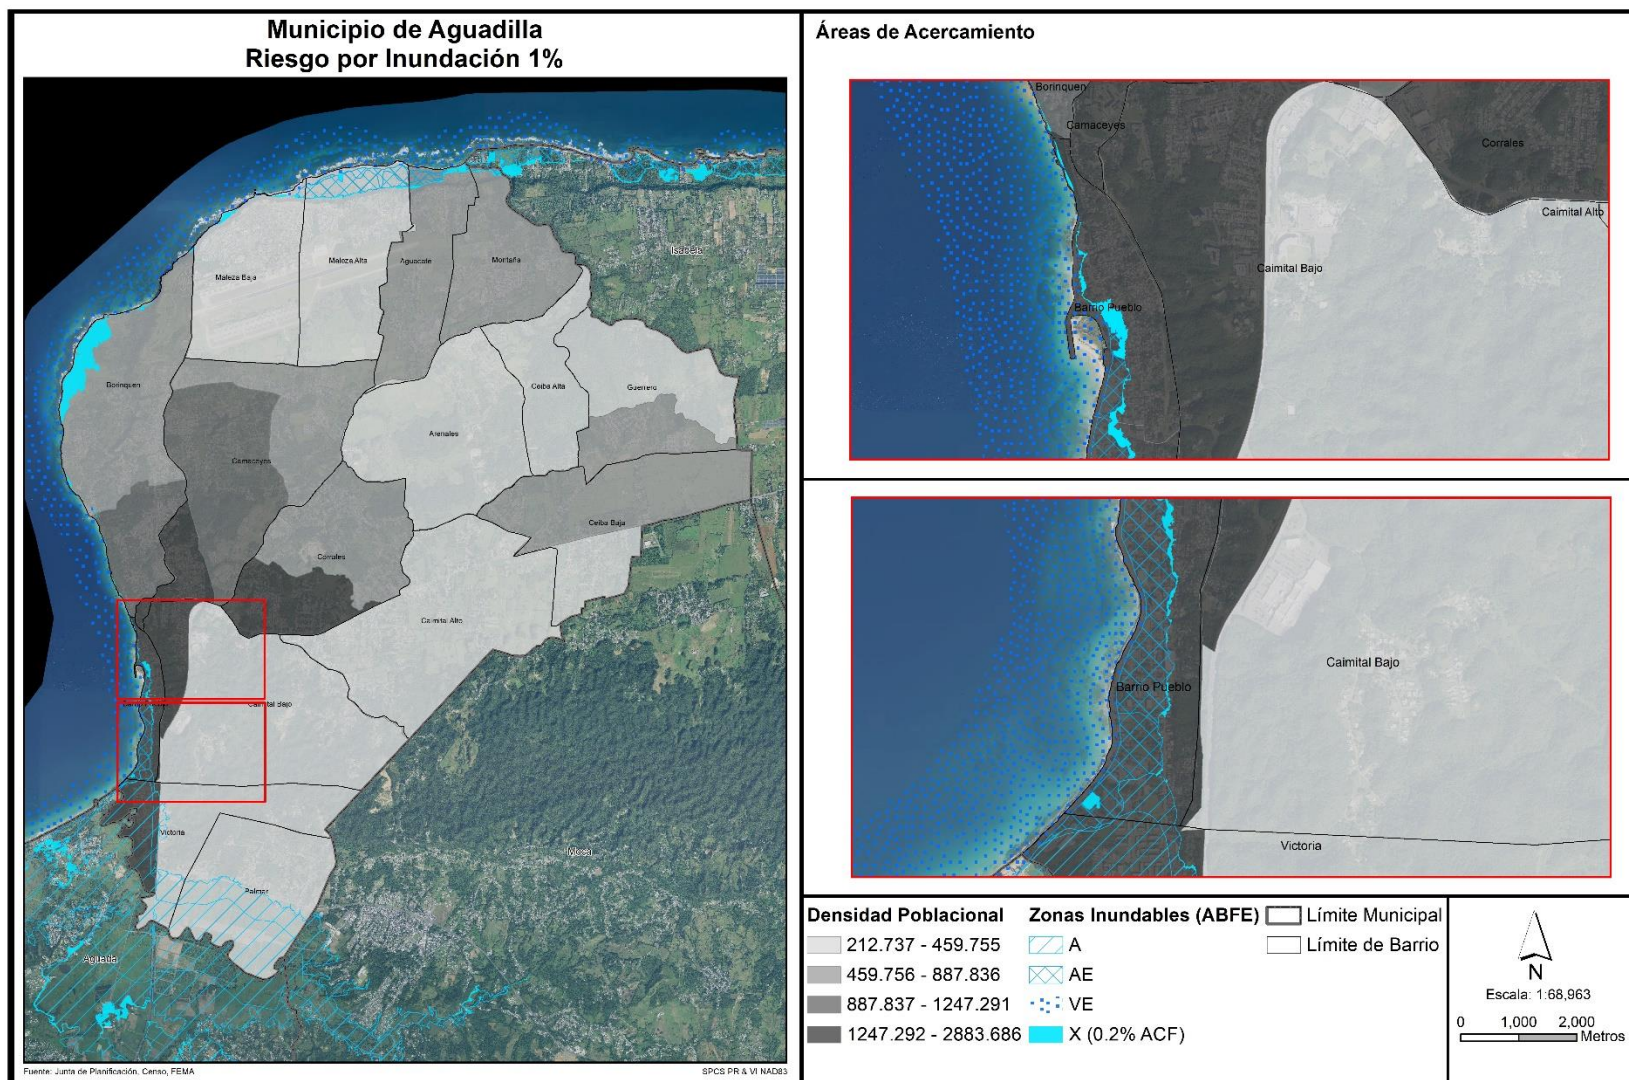 Municipio de Aguadilla
Riesgo por Inundación 1%
Maleza Baja
Maleza Alta
Aguacate
Montaña
Isabela
Borinquen
Ceiba Alta
Guerrero
Arenales
Camaceyes
Ceiba Baja
Corrales
Caimital Alto
Caimital Bajo
Victoria
Palmar
Moca
Aguada
Fuente: Junta de Planificación, Censo, FEMA
SPCS PR & VI NAD83
Áreas de Acercamiento
Borinquen
Camaceyes
Corrales
Caimital Alto
Caimital Bajo
Barrio Pueblo
Caimital Bajo
Barrio Pueblo
Victoria
Densidad Poblacional
212.737 - 459.755
459.756 - 887.836
887.837 - 1247.291
1247.292 - 2883.686
Zonas Inundables (ABFE)
A
AE
VE
X (0.2% ACF)
Límite Municipal
Límite de Barrio
N
Escala: 1:68,963
0 1,000 2,000
Metros